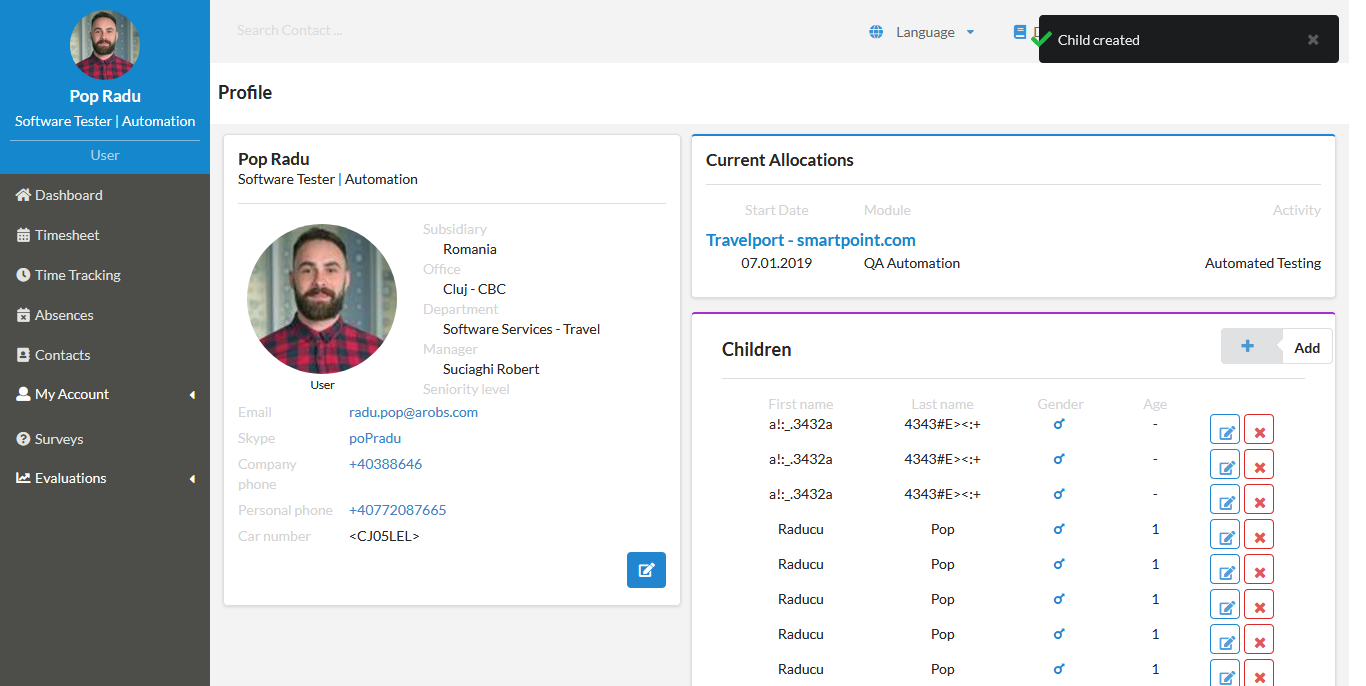 Pop Radu
Software Tester | Automation
User
Dashboard
Timesheet
Time Tracking
Absences
Contacts
My Account
Surveys
Evaluations
Search Contact ...
Language
Child created
Profile
Pop Radu
Software Tester | Automation
User
Subsidiary
Romania
Office
Cluj - CBC
Department
Software Services - Travel
Manager
Suciaghi Robert
Seniority level
Email radu.pop@arobs.com
Skype poPradu
Company phone +40388646
Personal phone +40772087665
Car number <CJ05LEL>
Current Allocations
Start Date Module Activity
Travelport - smartpoint.com
07.01.2019 QA Automation Automated Testing
Children
Add
First name Last name Gender Age
a!:_.3432a 4343#E><:+ -
a!:_.3432a 4343#E><:+ -
a!:_.3432a 4343#E><:+ -
Raducu Pop 1
Raducu Pop 1
Raducu Pop 1
Raducu Pop 1
Raducu Pop 1